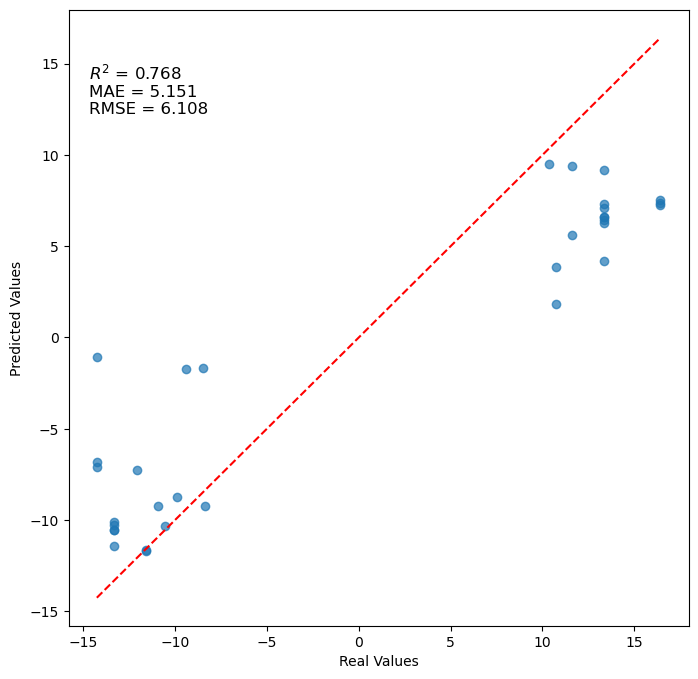 R² = 0.768
MAE = 5.151
RMSE = 6.108
Predicted Values
15
10
5
0
−5
−10
−15
−15
−10
−5
0
5
10
15
Real Values